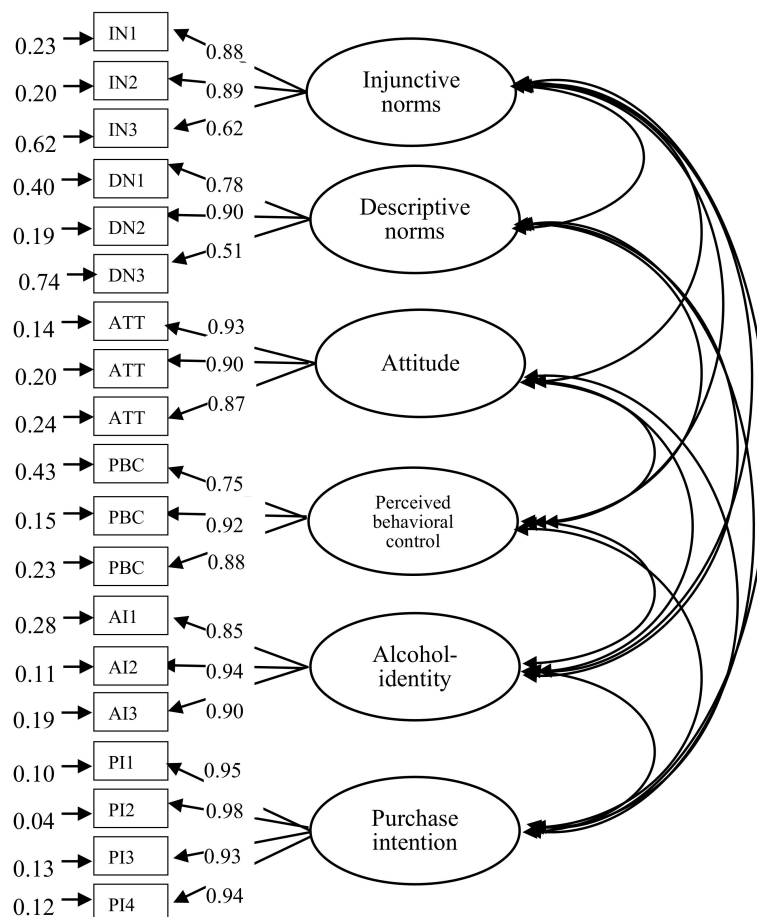 0.23 IN1 0.88
0.20 IN2 0.89
0.62 IN3 0.62
Injunctive
norms
0.40 DN1 0.78
0.19 DN2 0.90
0.74 DN3 0.51
Descriptive
norms
0.14 ATT 0.93
0.20 ATT 0.90
0.24 ATT 0.87
Attitude
0.43 PBC 0.75
0.15 PBC 0.92
0.23 PBC 0.88
Perceived
behavioral
control
0.28 AI1 0.85
0.11 AI2 0.94
0.19 AI3 0.90
Alcohol-
identity
0.10 PI1 0.95
0.04 PI2 0.98
0.13 PI3 0.93
0.12 PI4 0.94
Purchase
intention